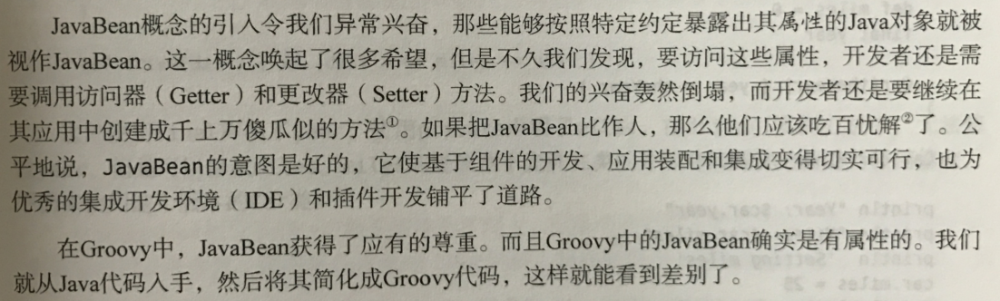 JavaBean概念的引入令我们异常兴奋，那些能够按照特定约定暴露出其属性的Java对象就被
视作JavaBean。这一概念唤起了很多希望，但是不久我们发现，要访问这些属性，开发者还是需
要调用访问器（Getter）和更改器（Setter）方法。我们的兴奋轰然倒塌，而开发者还是要继续在
其应用中创建成千上万傻瓜似的方法①。如果把JavaBean比作人，那么他们应该吃百忧解②了。公
平地说，JavaBean的意图是好的，它使基于组件的开发、应用装配和集成变得切实可行，也为
优秀的集成开发环境（IDE）和插件开发铺平了道路。
在Groovy中，JavaBean获得了应有的尊重。而且Groovy中的JavaBean确实是有属性的。我们
就从Java代码入手，然后将其简化成Groovy代码，这样就能看到差别了。